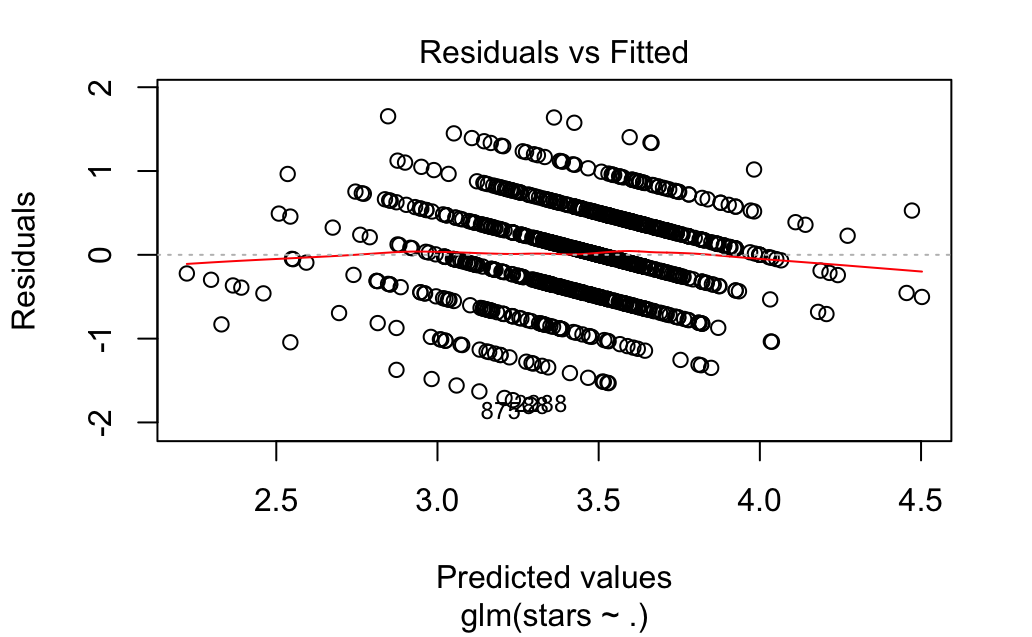 Residuals vs Fitted
Residuals
2
1
0
-1
-2
2.5 3.0 3.5 4.0 4.5
Predicted values
glm(stars ~ .)